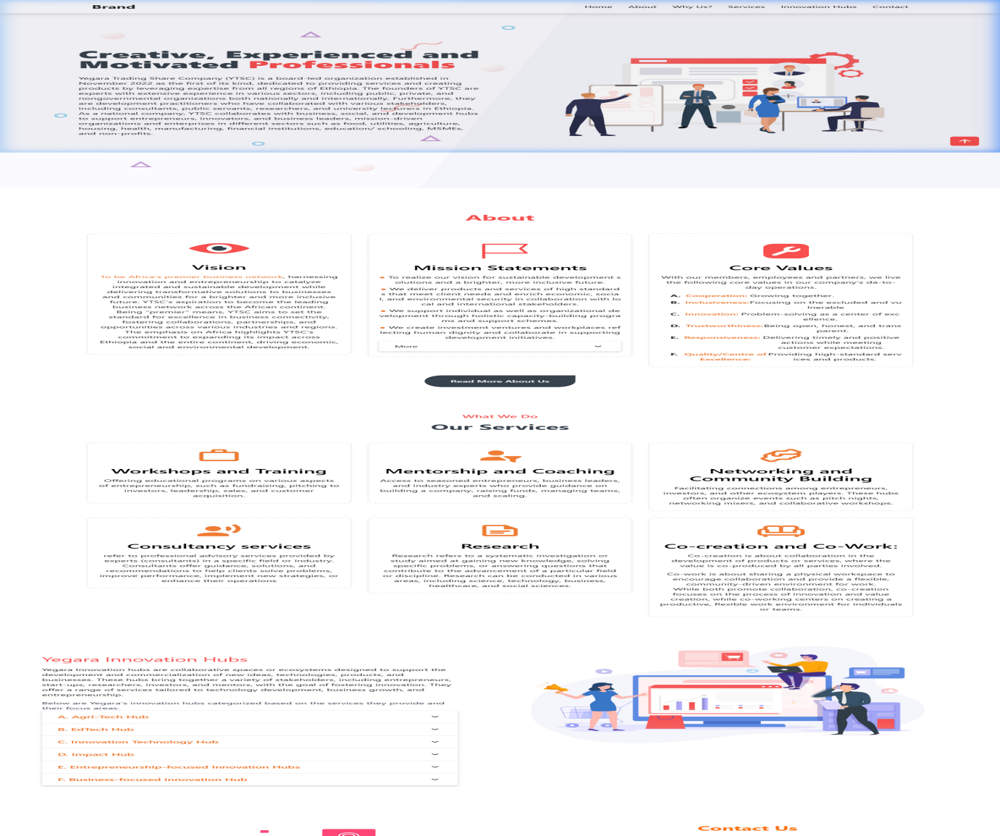 Brand
Home About Why Us? Services Innovation Hubs Contact
Creative, Experienced and
Motivated Professionals
Yegara Trading Share Company (YTSC) is a board-led organization established in
November 2022 as the first of its kind, dedicated to providing services and creating
products by leveraging expertise from all regions of Ethiopia. The founders of YTSC are
experts with extensive experience in various sectors, including public, private, and
nongovernmental organizations both nationally and internationally. Furthermore, they
are development practitioners who have collaborated with various stakeholders,
including consultants, public servants, researchers, and university lecturers in Ethiopia.
As a national company, YTSC collaborates with business, social, and development hubs
to support entrepreneurs, innovators, and business leaders, mission-driven
organizations and enterprises in different sectors such as food, utilities, agriculture,
housing, health, manufacturing, financial institutions, education/ schooling, MSMEs,
and non-profits.
About
Vision
To be Africa's premier business network, harnessing
innovation and entrepreneurship to catalyze
integrated and sustainable development while
delivering transformative solutions to businesses
and communities for a brighter and more inclusive
future. YTSC's aspiration to become the leading
business network across the African continent.
Being "premier" means, YTSC aims to set the
standard for excellence in business connectivity,
fostering collaborations, partnerships, and
opportunities across various industries and regions.
The emphasis on Africa highlights YTSC's
commitment to expanding its impact across
Ethiopia and the entire continent, driving economic,
social and environmental development.
Mission Statements
• To realize our vision for sustainable development s
olutions and a brighter, more inclusive future.
• We deliver products and services of high standard
s that meet client needs and enrich economic, socia
l, and environmental security in collaboration with lo
cal and international stakeholders.
• We support individual as well as organizational de
velopment through holistic capacity-building progra
ms and support schemes.
• We create investment ventures and workplaces ref
lecting human dignity and collaborate in supporting
development initiatives.
More
Core Values
With our members, employees and partners, we live
the following core values in our company's da-to-
day operations.
A. Cooperation: Growing together.
B. Inclusiveness: Focusing on the excluded and vu
lnerable
C. Innovation: Problem-solving as a center of exc
ellence.
D. Trustworthiness: Being open, honest, and trans
parent.
E. Responsiveness: Delivering timely and positive
actions while meeting
customer expectations.
F. Quality/Centre of Providing high-standard serv
Excellence: ices and products.
Read More About Us
What We Do
Our Services
Workshops and Training
Offering educational programs on various aspects
of entrepreneurship, such as fundraising, pitching to
investors, leadership, sales, and customer
acquisition.
Mentorship and Coaching
Access to seasoned entrepreneurs, business leaders,
and industry experts who provide guidance on
building a company, raising funds, managing teams,
and scaling.
Networking and
Community Building
Facilitating connections among entrepreneurs,
investors, and other ecosystem players. These hubs
often organize events such as pitch nights,
networking mixers, and collaborative workshops.
Consultancy services
refer to professional advisory services provided by
experts (consultants) in a specific field or industry.
Consultants offer guidance, solutions, and
recommendations to help clients solve problems,
improve performance, implement new strategies, or
enhance their operations
Research
Research refers to a systematic investigation or
study aimed at gaining new knowledge, solving
specific problems, or answering questions that
contribute to the advancement of a particular field
or discipline. Research can be conducted in various
areas, including science, technology, business,
healthcare, and social sciences.
Co-creation and Co-Work:
Co-creation is about collaboration in the
development of products or services, where the
value is co-produced by all parties involved.
Co-work is about sharing a physical workspace to
encourage collaboration and provide a flexible,
community-driven environment for work.
While both promote collaboration, co-creation
focuses on the process of innovation and value
creation, while co-working centers on creating a
productive, flexible work environment for individuals
or teams.
Yegara Innovation Hubs
Yegara Innovation hubs are collaborative spaces or ecosystems designed to support the
development and commercialization of new ideas, technologies, products, and
businesses. These hubs bring together a variety of stakeholders, including entrepreneurs,
start-ups, researchers, investors, and mentors, with the goal of fostering innovation. They
offer a range of services tailored to technology development, business growth, and
entrepreneurship.
Below are Yegara's innovation hubs categorized based on the services they provide and
their focus areas.
A. Agri-Tech Hub
B. EdTech Hub
C. Innovation Technology Hub
D. Impact Hub
E. Entrepreneurship-focused Innovation Hubs
F. Business-focused Innovation Hub
Contact Us